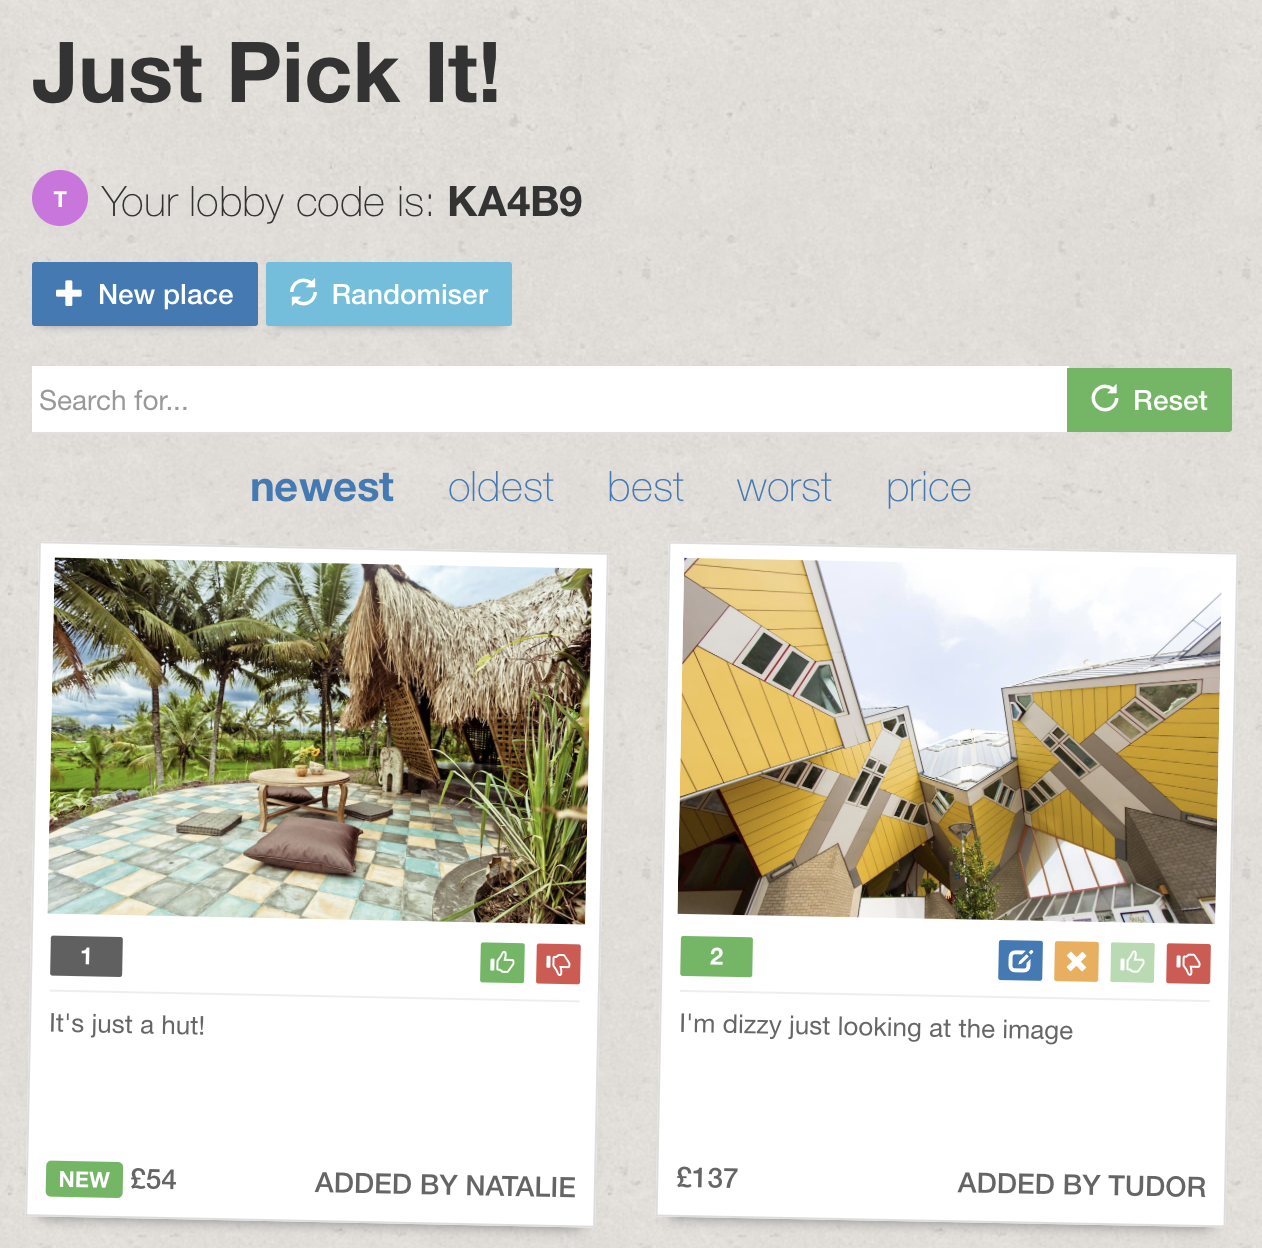 Just Pick It!
T Your lobby code is: KA4B9
New place Randomiser
Search for... Reset
newest oldest best worst price
1
It's just a hut!
NEW £54 ADDED BY NATALIE
2
I'm dizzy just looking at the image
£137 ADDED BY TUDOR